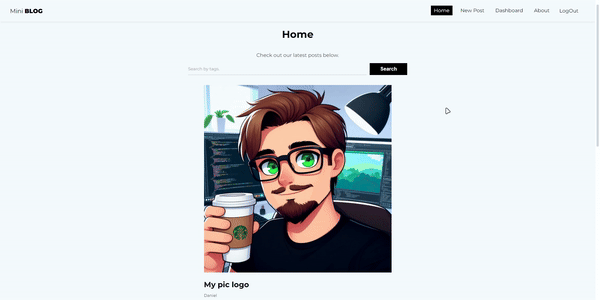 Mini BLOG
Home
New Post
Dashboard
About
LogOut
Home
Check out our latest posts below.
Search by tags
Search
My pic logo
Daniel